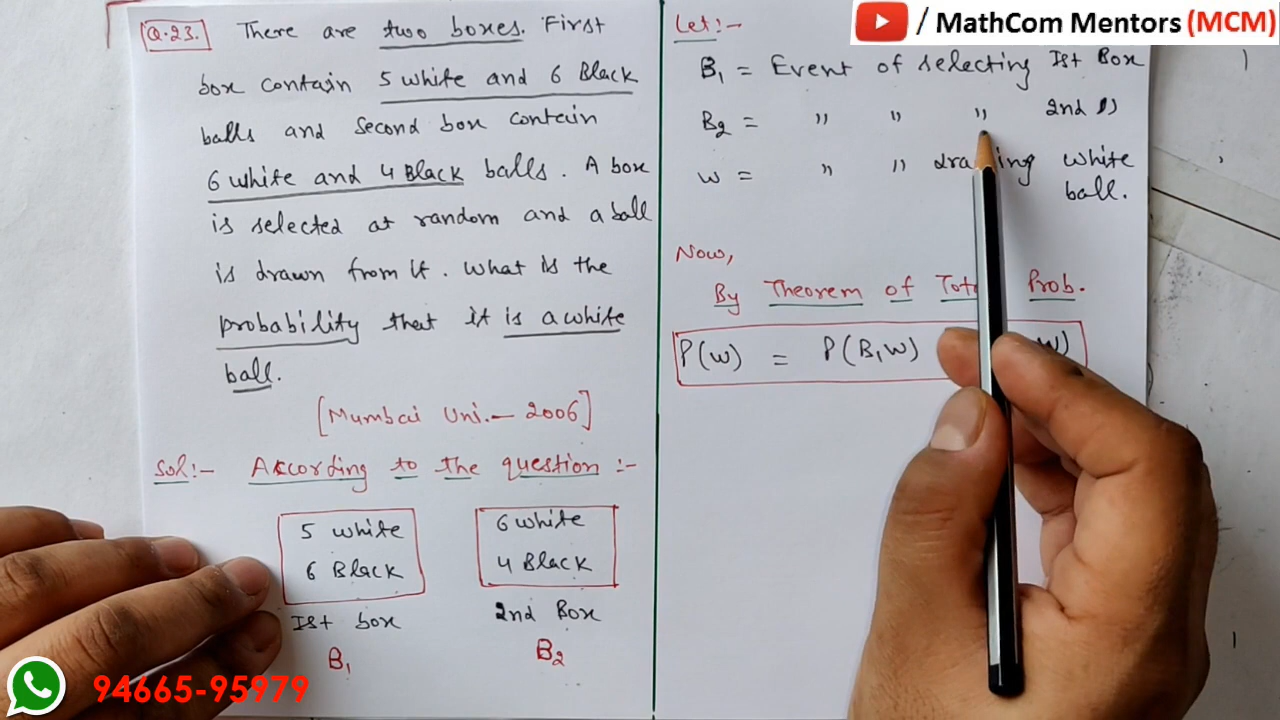 Q.23. There are two boxes. First
box contain 5 white and 6 Black
balls and second box contain
6 white and 4 Black balls. A box
is selected at random and a ball
is drawn from it. What is the
probability that it is a white
ball.
[Mumbai Uni.- 2006]
Sol:- According to the question :-
5 white
6 Black
Ist box
B1
6 white
4 Black
2nd Box
B2
94665-95979
/ MathCom Mentors (MCM)
Let:-
B1 = Event of selecting Ist Box
B2 = " " " 2nd "
W = " " drawing white
ball.
Now,
By Theorem of Total Prob.
P(W) = P(B1W) W)